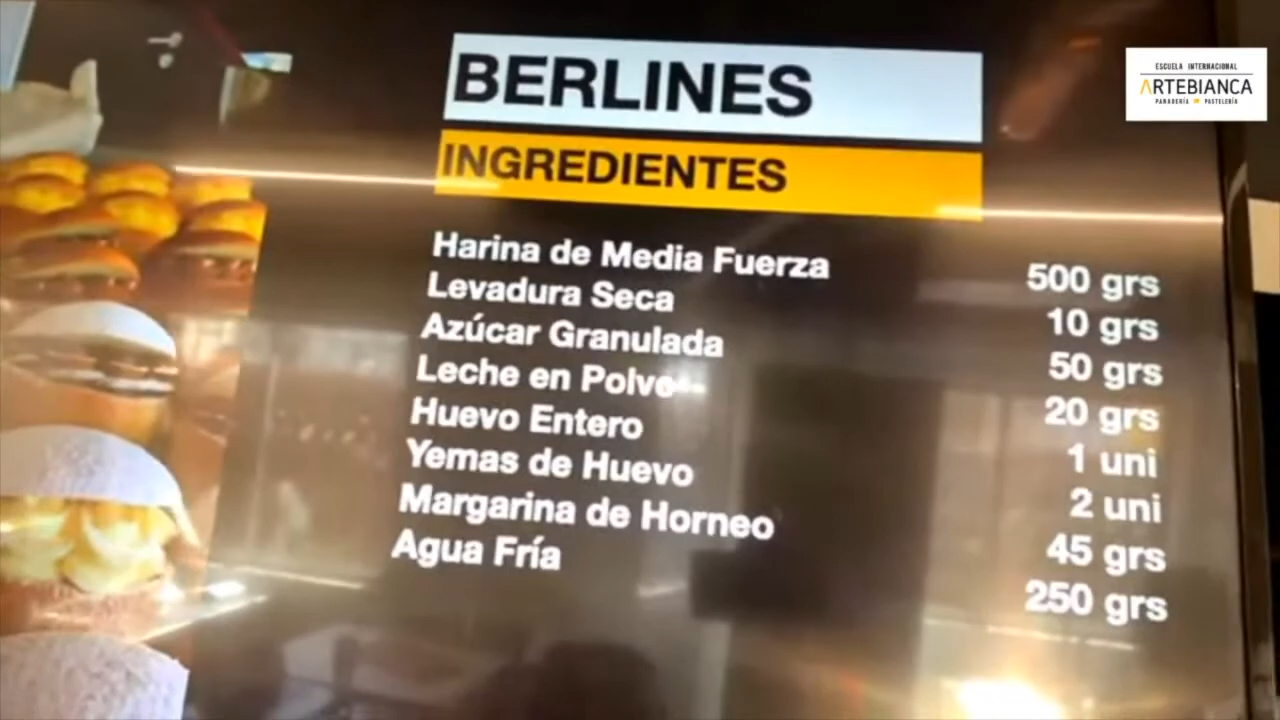 BERLINES
INGREDIENTES
Harina de Media Fuerza 500 grs
Levadura Seca 10 grs
Azúcar Granulada 50 grs
Leche en Polvo 20 grs
Huevo Entero 1 uni
Yemas de Huevo 2 uni
Margarina de Horneo 45 grs
Agua Fría 250 grs
ESCUELA INTERNACIONAL
ARTEBIANCA
PANADERÍA PASTELERÍA